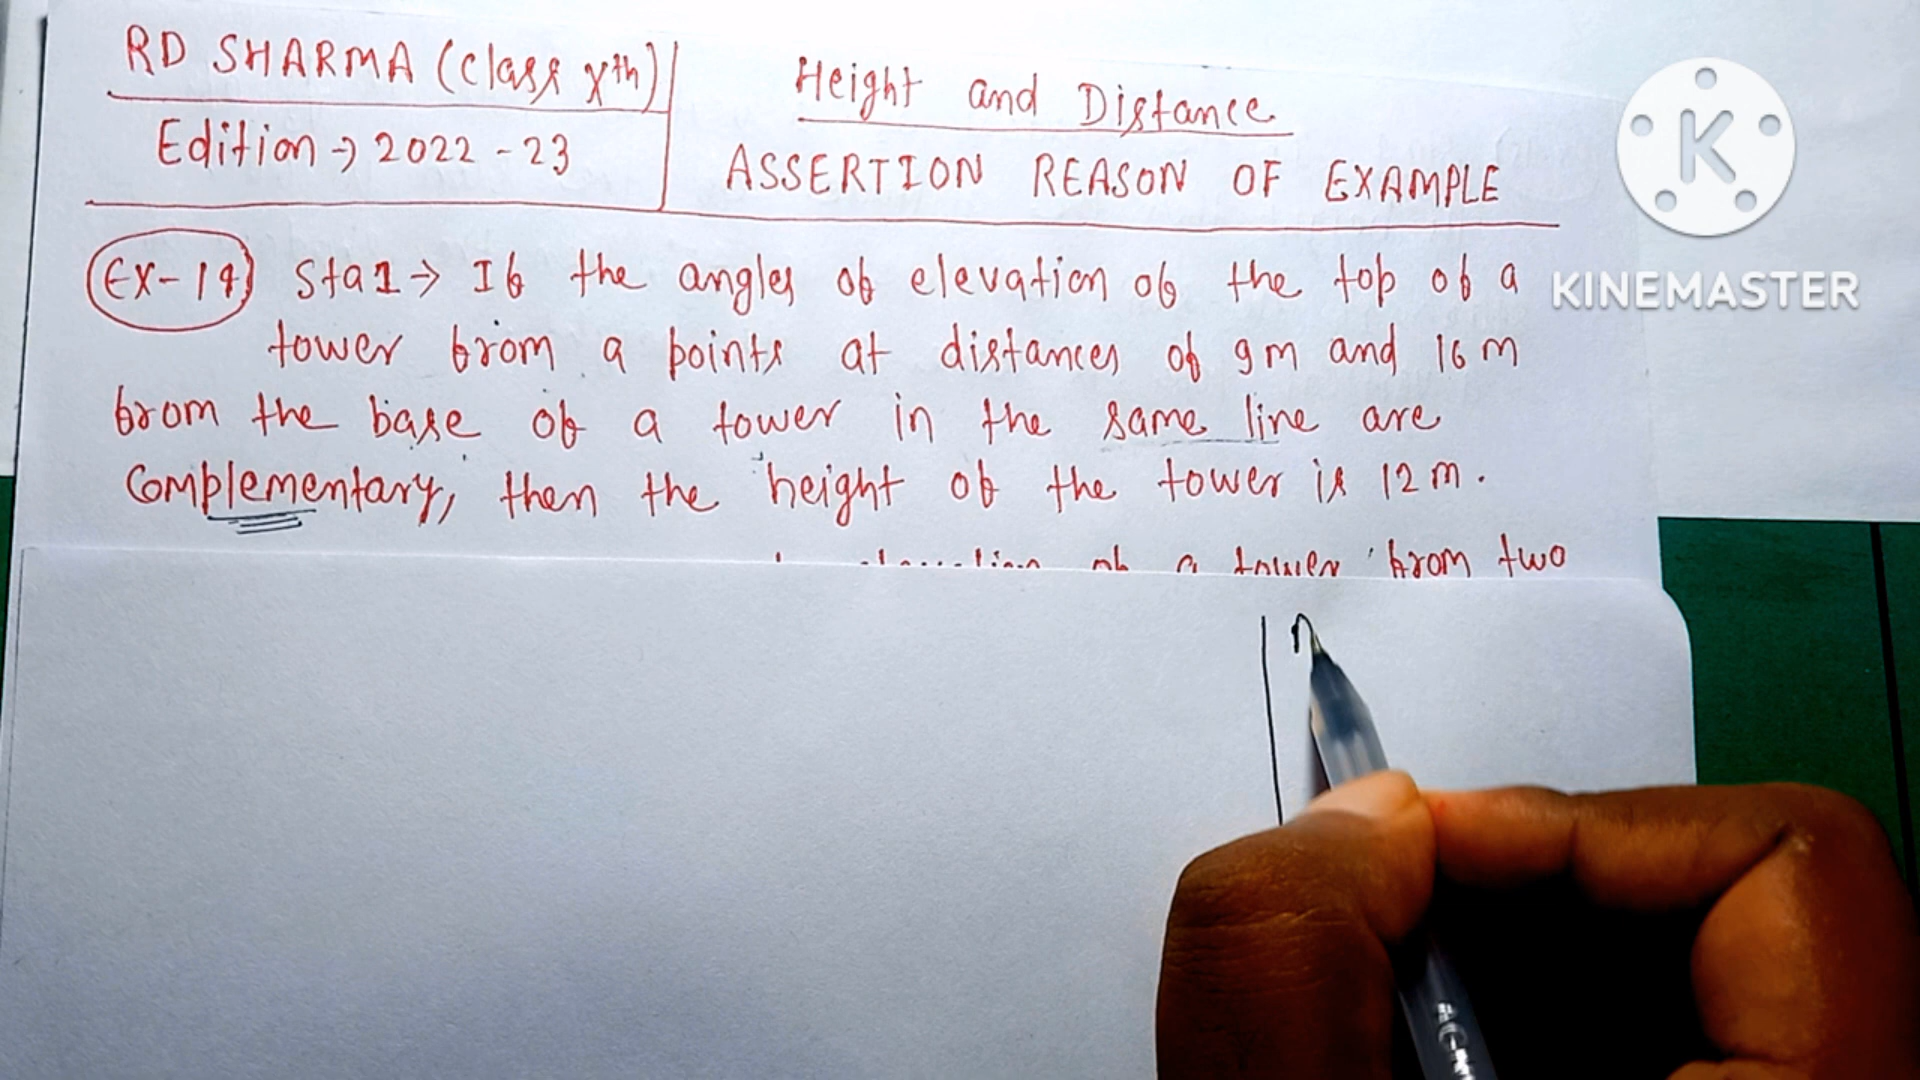 RD SHARMA (Class Xth)
Edition → 2022-23
Height and Distance
ASSERTION REASON OF EXAMPLE
K
KINEMASTER
Ex-19 Sta1 → If the angles of elevation of the top of a
tower from a points at distances of 9m and 16m
from the base of a tower in the same line are
Complementary, then the height of the tower is 12m.
of a tower from two